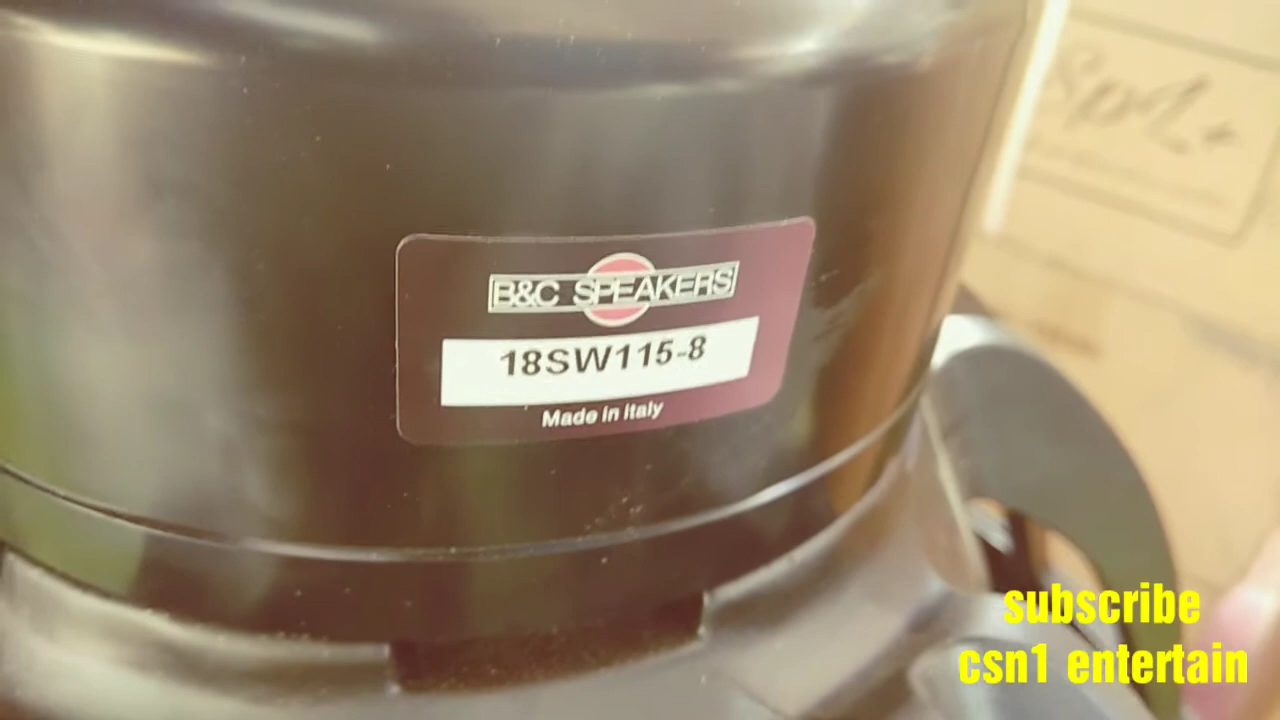 B&C SPEAKERS
18SW115-8
Made in Italy
subscribe
csn1 entertain